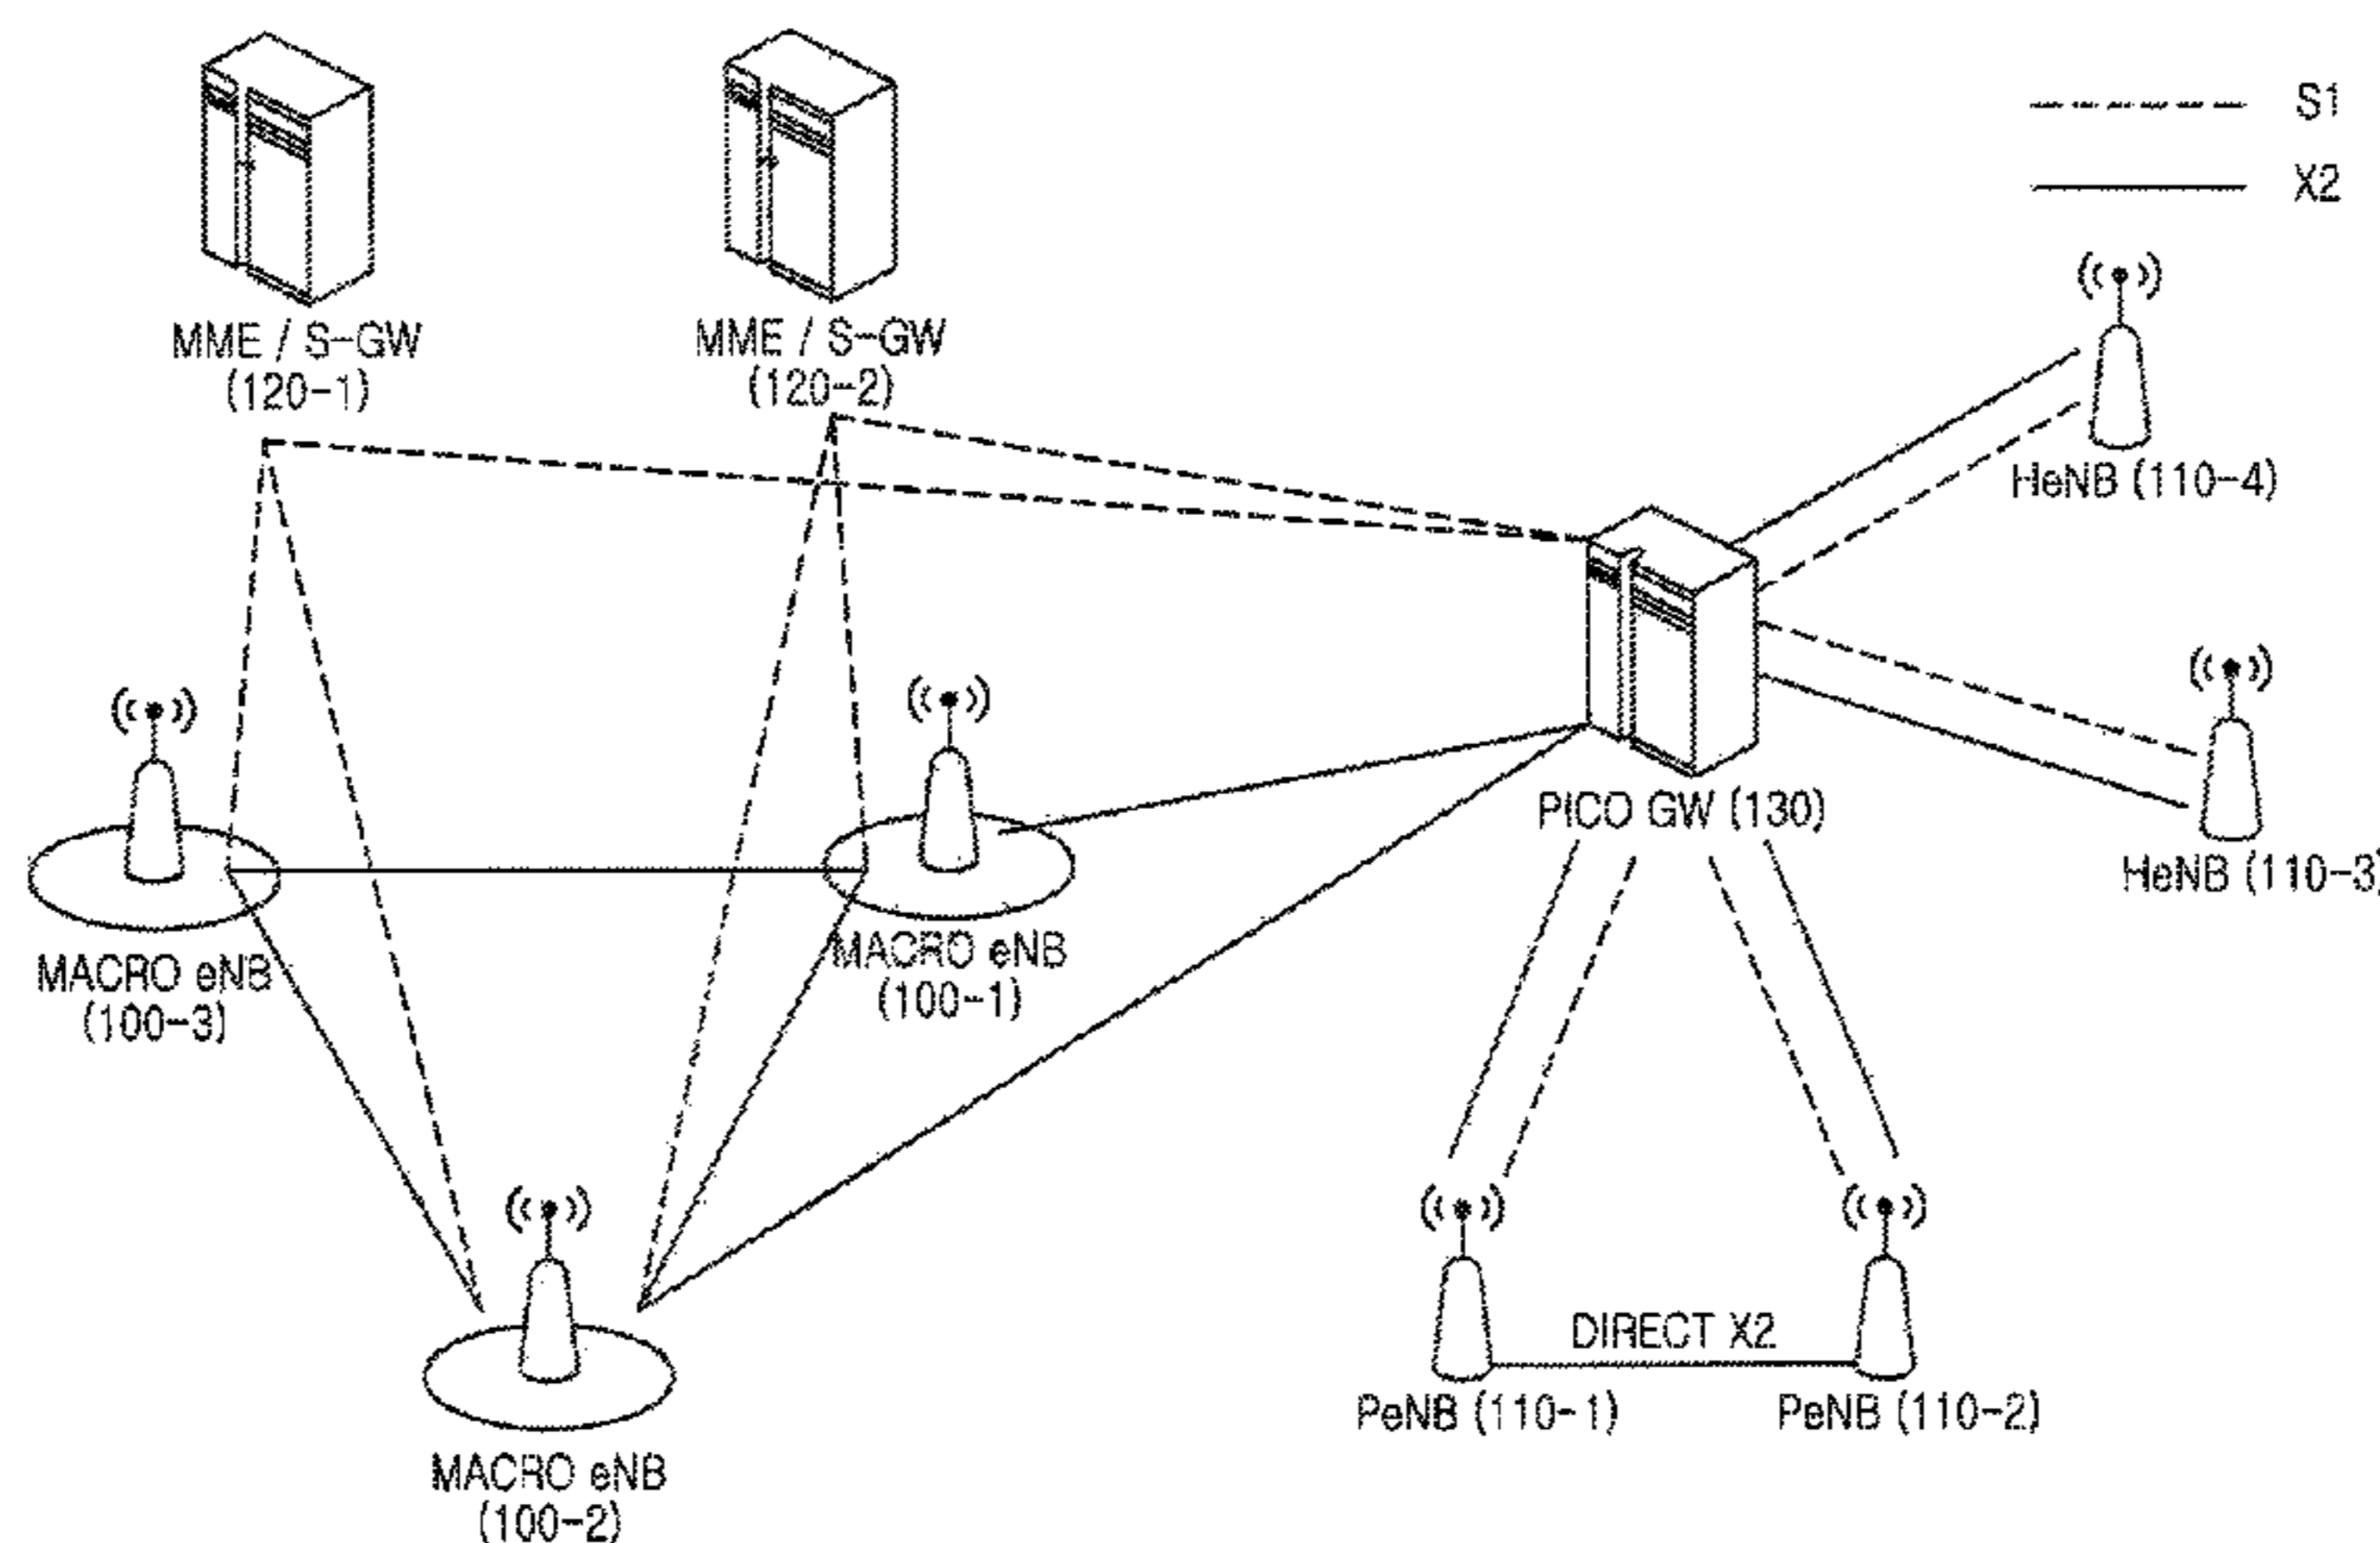 S1
X2
MME / S-GW
(120-1)
MME / S-GW
(120-2)
HeNB (110-4)
PICO GW (130)
HeNB (110-3)
MACRO eNB
(100-3)
MACRO eNB
(100-1)
DIRECT X2
PeNB (110-1)
PeNB (110-2)
MACRO eNB
(100-2)